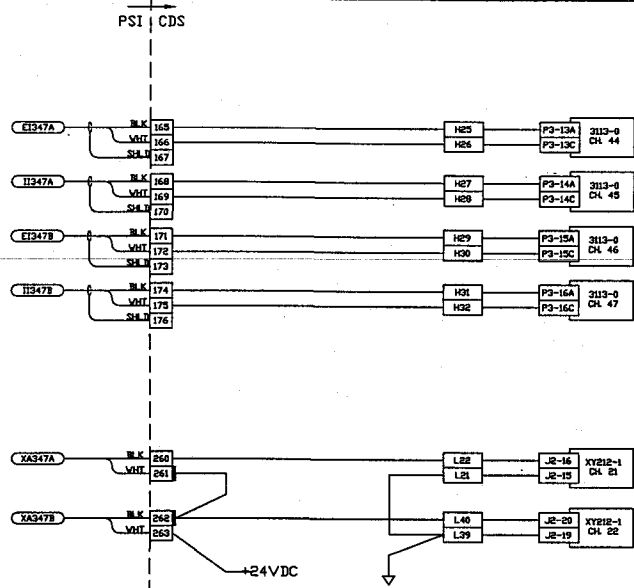 PSI CDS
EI347A BLK 165 H25 P3-13A 3113-0
WHT 166 H26 P3-13C CH. 44
SHLD 167
II347A BLK 168 H27 P3-14A 3113-0
WHT 169 H28 P3-14C CH. 45
SHLD 170
EI347B BLK 171 H29 P3-15A 3113-0
WHT 172 H30 P3-15C CH. 46
SHLD 173
II347B BLK 174 H31 P3-16A 3113-0
WHT 175 H32 P3-16C CH. 47
SHLD 176
XA347A BLK 260 L22 J2-16 XY212-1
WHT 261 L21 J2-15 CH. 21
XA347B BLK 262 L40 J2-20 XY212-1
WHT 263 L39 J2-19 CH. 22
+24VDC